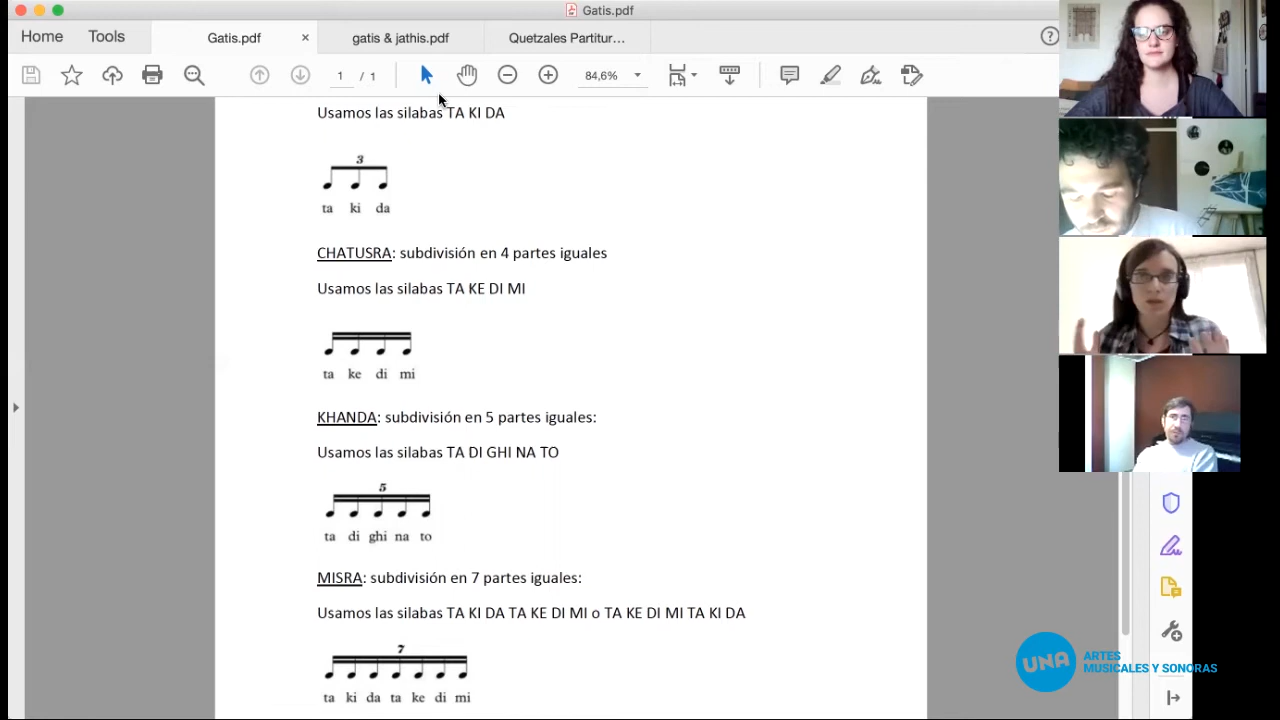 Gatis.pdf
Home
Tools
Gatis.pdf
×
gatis & jathis.pdf
Quetzales Partitur...
?
1 / 1
84,6%
Usamos las silabas TA KI DA
3
ta ki da
CHATUSRA: subdivisión en 4 partes iguales
Usamos las silabas TA KE DI MI
ta ke di mi
KHANDA: subdivisión en 5 partes iguales:
Usamos las silabas TA DI GHI NA TO
5
ta di ghi na to
MISRA: subdivisión en 7 partes iguales:
Usamos las silabas TA KI DA TA KE DI MI o TA KE DI MI TA KI DA
7
ta ki da ta ke di mi
UNA ARTES
MUSICALES Y SONORAS